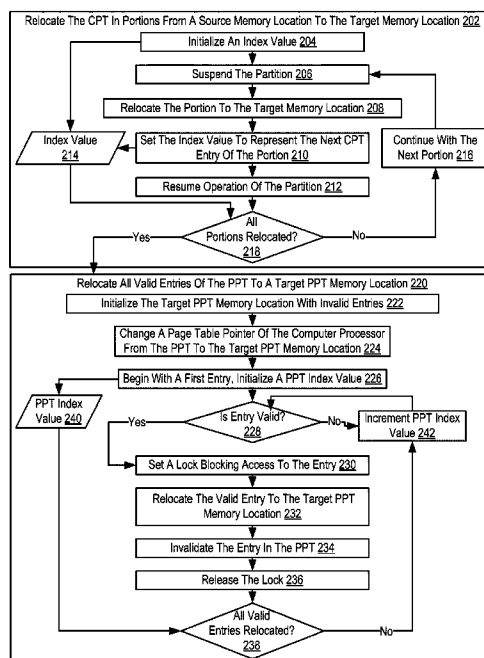 Relocate The CPT In Portions From A Source Memory Location To The Target Memory Location 202
Initialize An Index Value 204
Suspend The Partition 206
Relocate The Portion To The Target Memory Location 208
Index Value
214
Set The Index Value To Represent The Next CPT
Entry Of The Portion 210
Continue With The
Next Portion 216
Resume Operation Of The Partition 212
All
Portions Relocated?
218
Yes
No
Relocate All Valid Entries Of The PPT To A Target PPT Memory Location 220
Initialize The Target PPT Memory Location With Invalid Entries 222
Change A Page Table Pointer Of The Computer Processor
From The PPT To The Target PPT Memory Location 224
Begin With A First Entry, Initialize A PPT Index Value 226
PPT Index
Value 240
Yes
Is Entry Valid?
228
No
Increment PPT Index
Value 242
Set A Lock Blocking Access To The Entry 230
Relocate The Valid Entry To The Target PPT
Memory Location
232
Invalidate The Entry In The PPT 234
Release The Lock 236
All Valid
Entries Relocated?
238
No